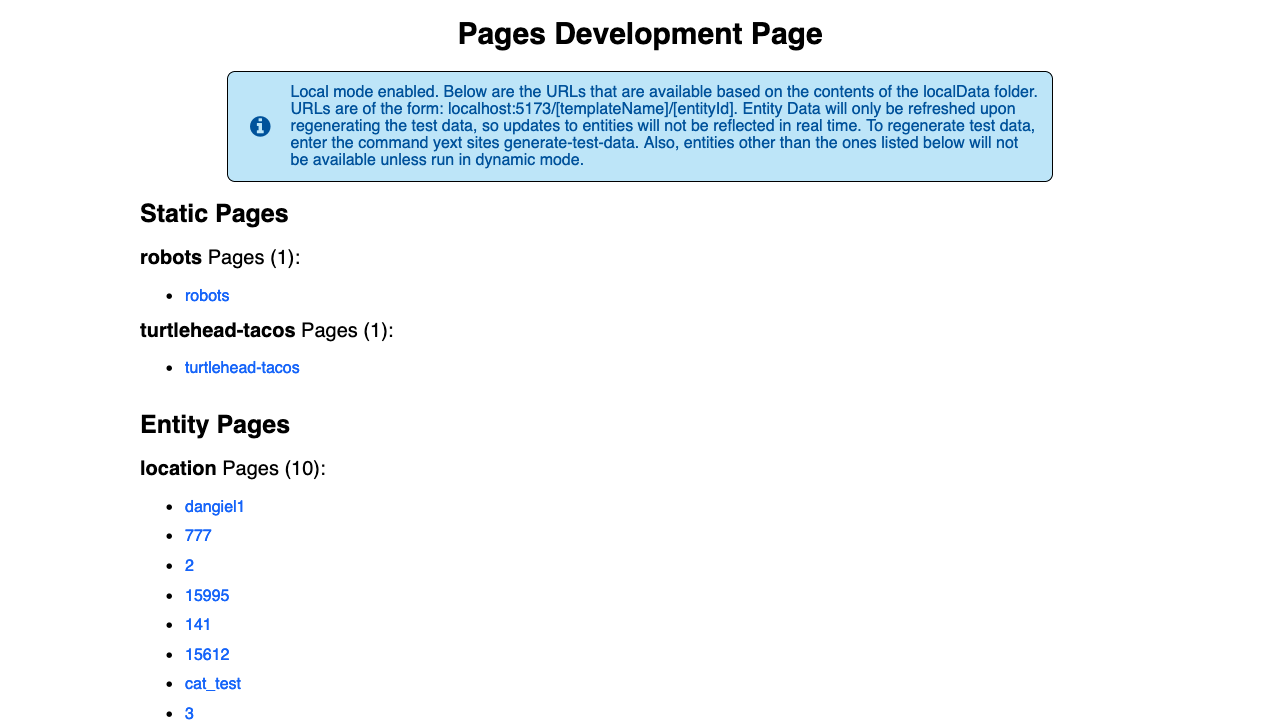 Pages Development Page
Local mode enabled. Below are the URLs that are available based on the contents of the localData folder.
URLs are of the form: localhost:5173/[templateName]/[entityId]. Entity Data will only be refreshed upon
regenerating the test data, so updates to entities will not be reflected in real time. To regenerate test data,
enter the command yext sites generate-test-data. Also, entities other than the ones listed below will not
be available unless run in dynamic mode.
Static Pages
robots Pages (1):
robots
turtlehead-tacos Pages (1):
turtlehead-tacos
Entity Pages
location Pages (10):
dangiel1
777
2
15995
141
15612
cat_test
3